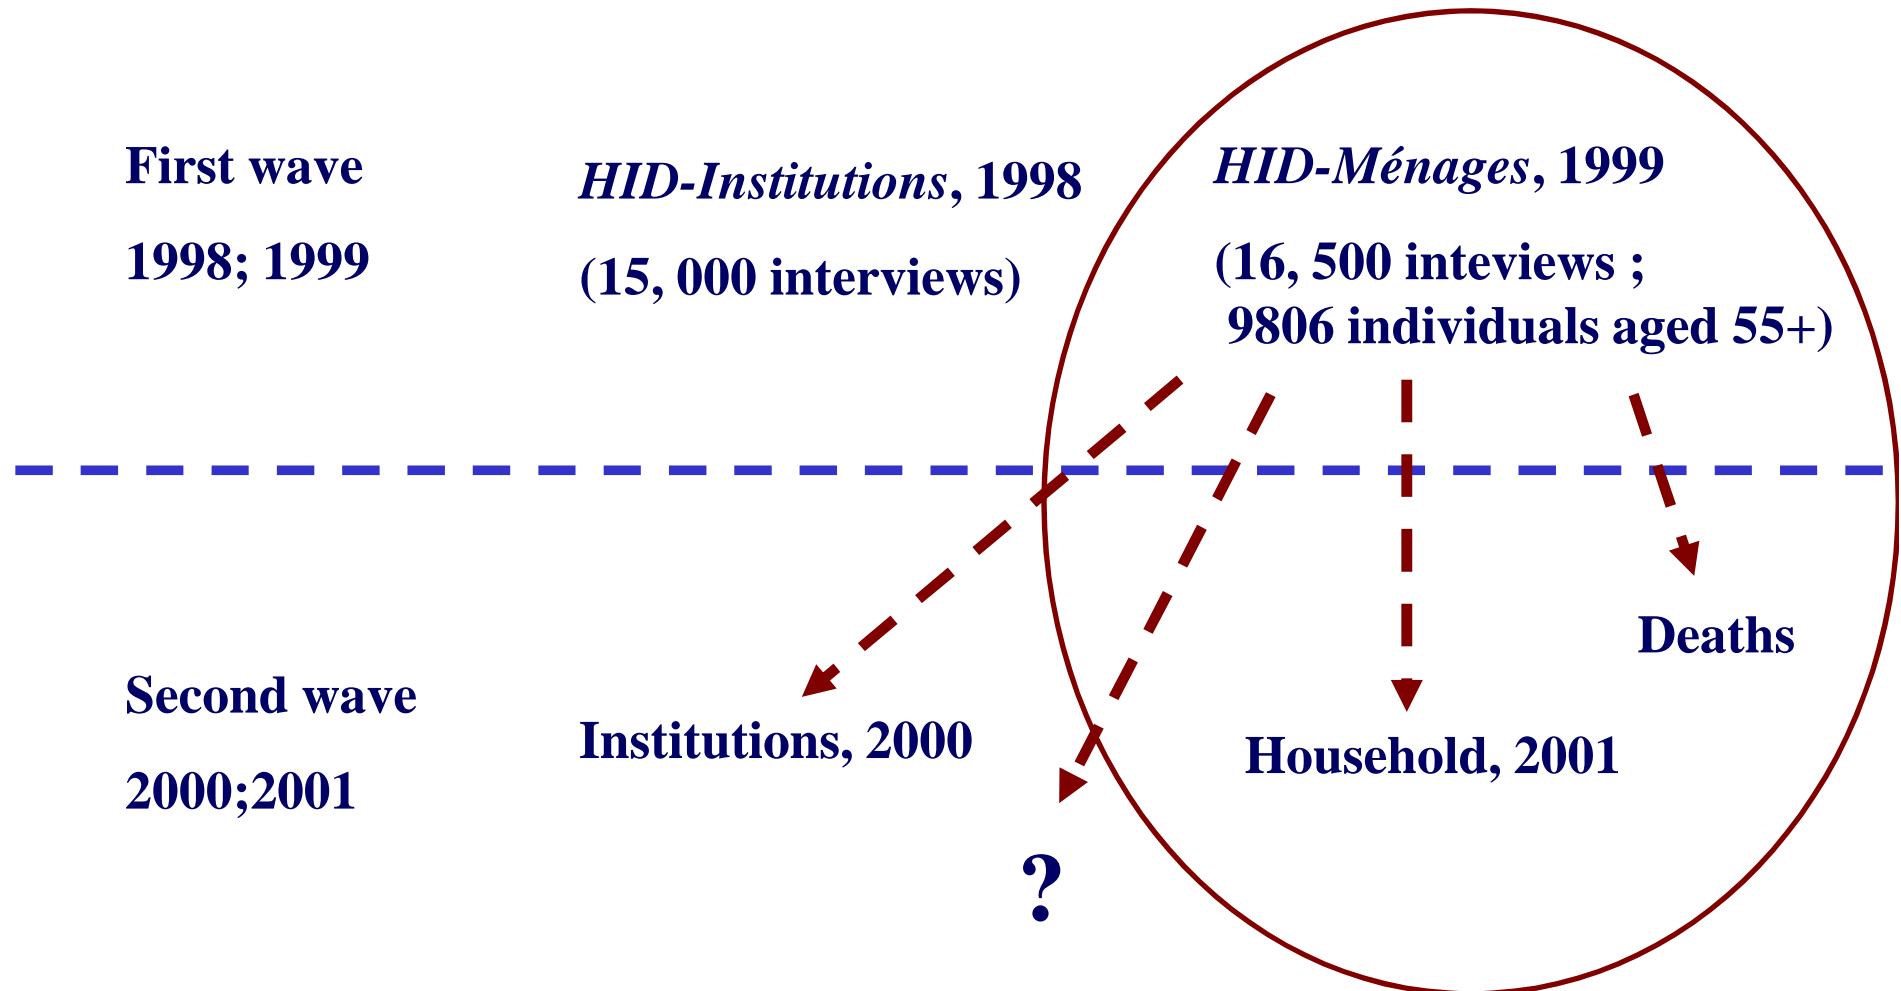 First wave
1998; 1999
HID-Institutions, 1998
(15, 000 interviews)
HID-Ménages, 1999
(16, 500 inteviews ;
9806 individuals aged 55+)
Second wave
2000;2001
Institutions, 2000
?
Household, 2001
Deaths